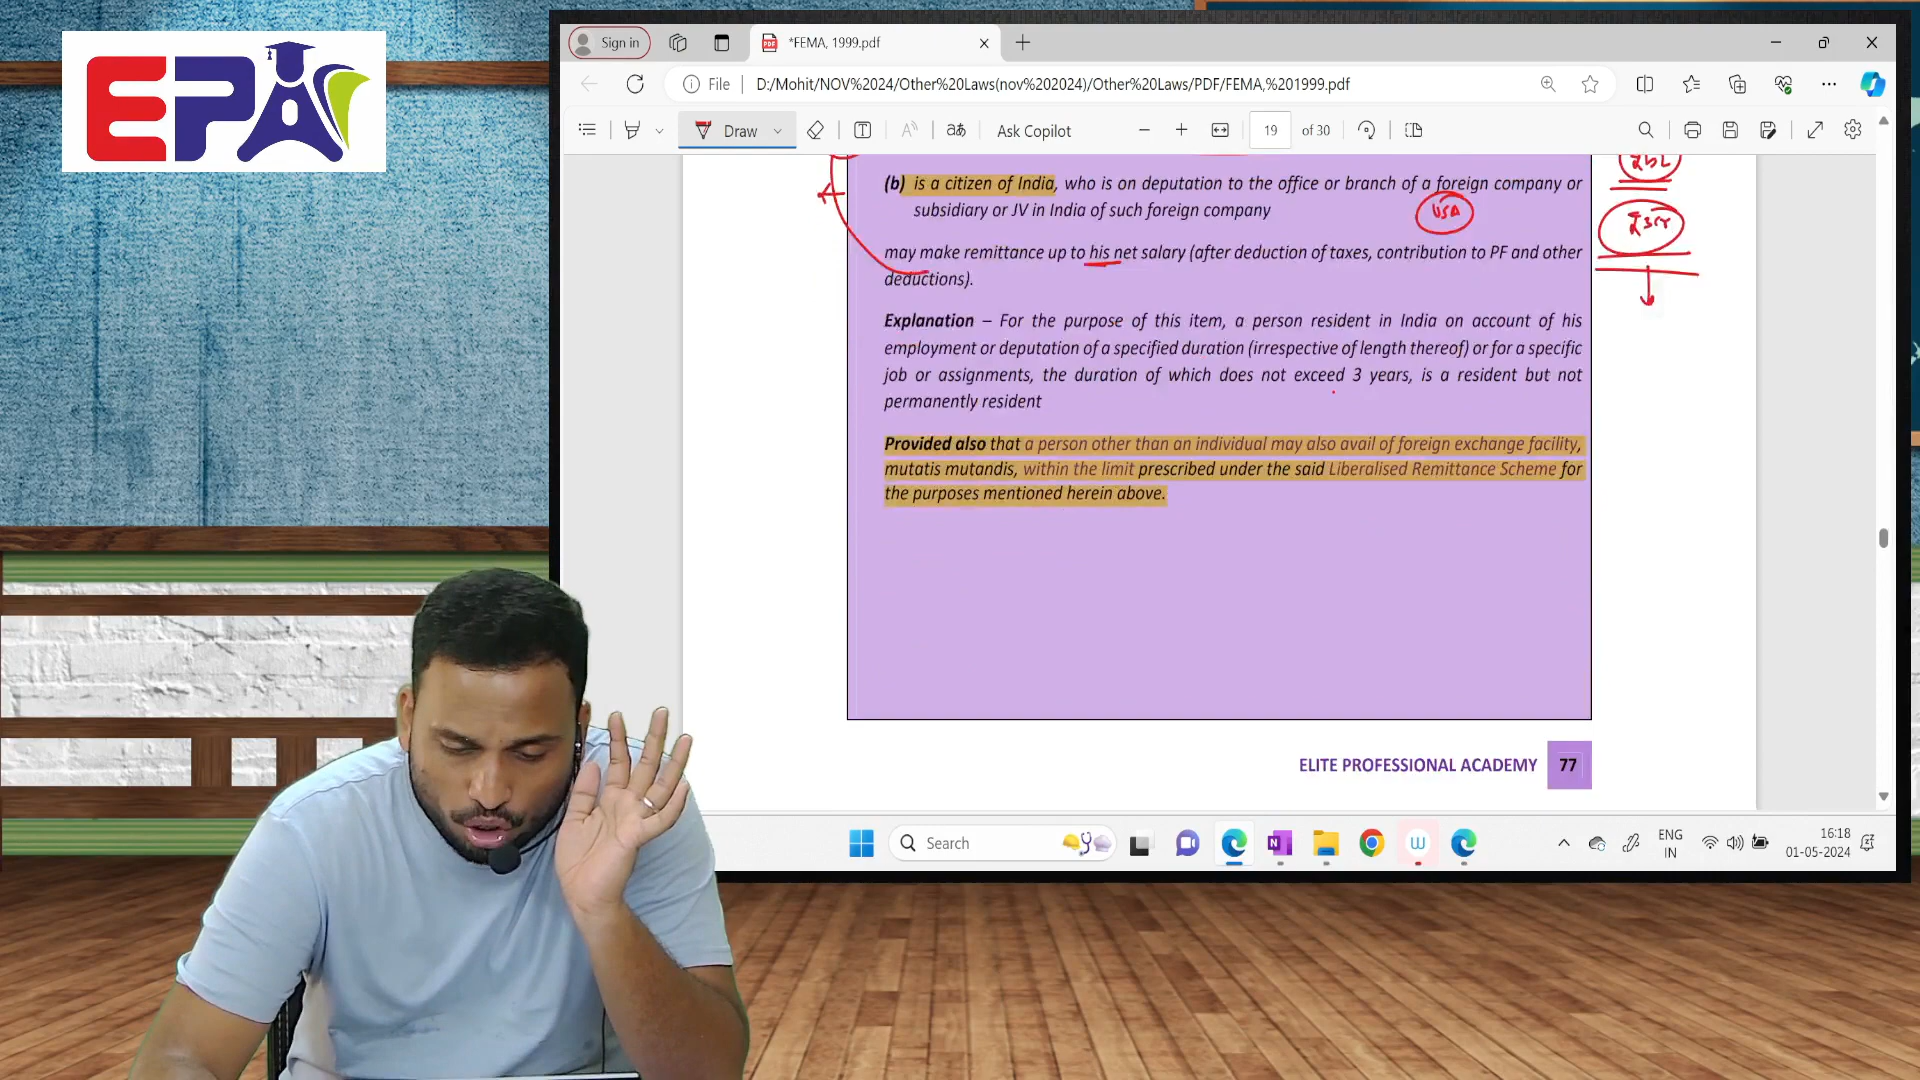 EPA
Sign in
*FEMA, 1999.pdf
File
D:/Mohit/NOV%2024/Other%20Laws(nov%202024)/Other%20Laws/PDF/FEMA,%201999.pdf
Draw
Ask Copilot
19 of 30
(b) is a citizen of India, who is on deputation to the office or branch of a foreign company or
subsidiary or JV in India of such foreign company
USA
may make remittance up to his net salary (after deduction of taxes, contribution to PF and other
deductions).
Explanation – For the purpose of this item, a person resident in India on account of his
employment or deputation of a specified duration (irrespective of length thereof) or for a specific
job or assignments, the duration of which does not exceed 3 years, is a resident but not
permanently resident
Provided also that a person other than an individual may also avail of foreign exchange facility,
mutatis mutandis, within the limit prescribed under the said Liberalised Remittance Scheme for
the purposes mentioned herein above.
ELITE PROFESSIONAL ACADEMY 77
Search
ENG
IN
16:18
01-05-2024